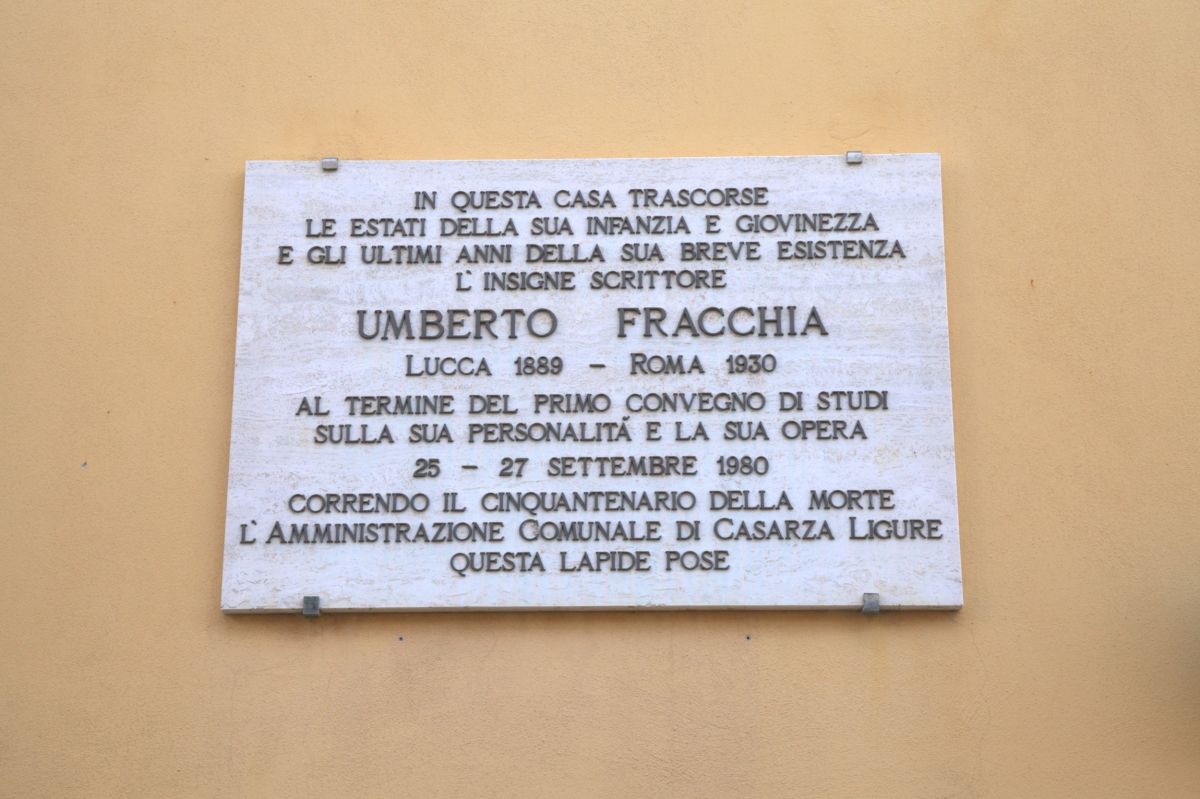 IN QUESTA CASA TRASCORSE
LE ESTATI DELLA SUA INFANZIA E GIOVINEZZA
E GLI ULTIMI ANNI DELLA SUA BREVE ESISTENZA
L' INSIGNE SCRITTORE
UMBERTO FRACCHIA
LUCCA 1889 - ROMA 1930
AL TERMINE DEL PRIMO CONVEGNO DI STUDI
SULLA SUA PERSONALITÁ E LA SUA OPERA
25 - 27 SETTEMBRE 1980
CORRENDO IL CINQUANTENARIO DELLA MORTE
L' AMMINISTRAZIONE COMUNALE DI CASARZA LIGURE
QUESTA LAPIDE POSE